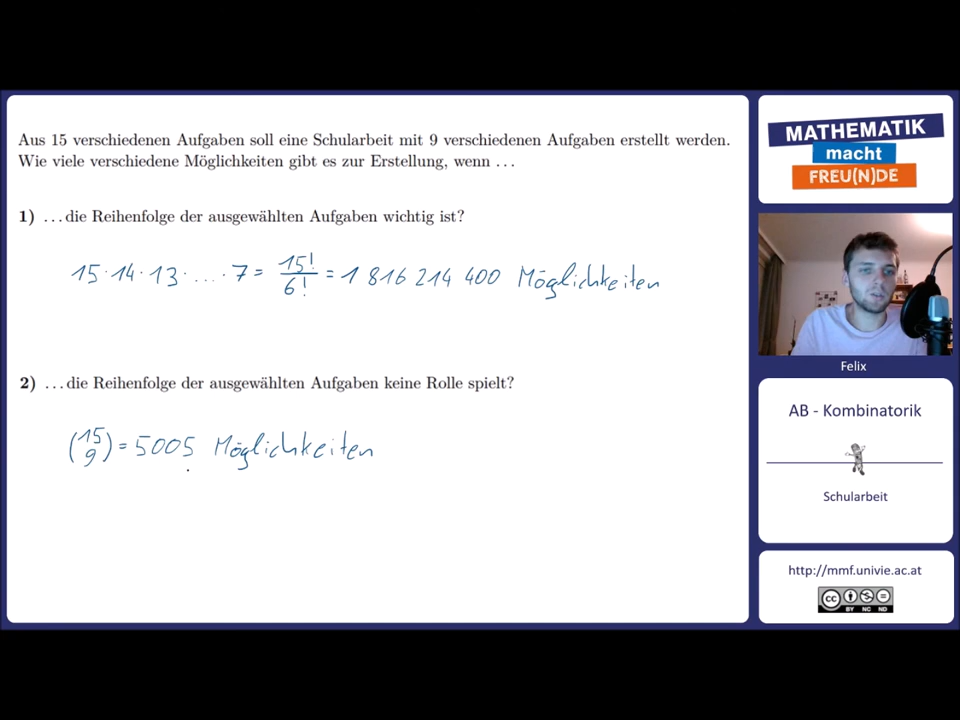 Aus 15 verschiedenen Aufgaben soll eine Schularbeit mit 9 verschiedenen Aufgaben erstellt werden.
Wie viele verschiedene Möglichkeiten gibt es zur Erstellung, wenn ...
1) ...die Reihenfolge der ausgewählten Aufgaben wichtig ist?
15·14·13·...·7 = 15!/6! = 1 816 214 400 Möglichkeiten
2) ...die Reihenfolge der ausgewählten Aufgaben keine Rolle spielt?
(15 9) = 5005 Möglichkeiten
MATHEMATIK
macht
FREU(N)DE
Felix
AB - Kombinatorik
Schularbeit
http://mmf.univie.ac.at
cc
BY NC ND